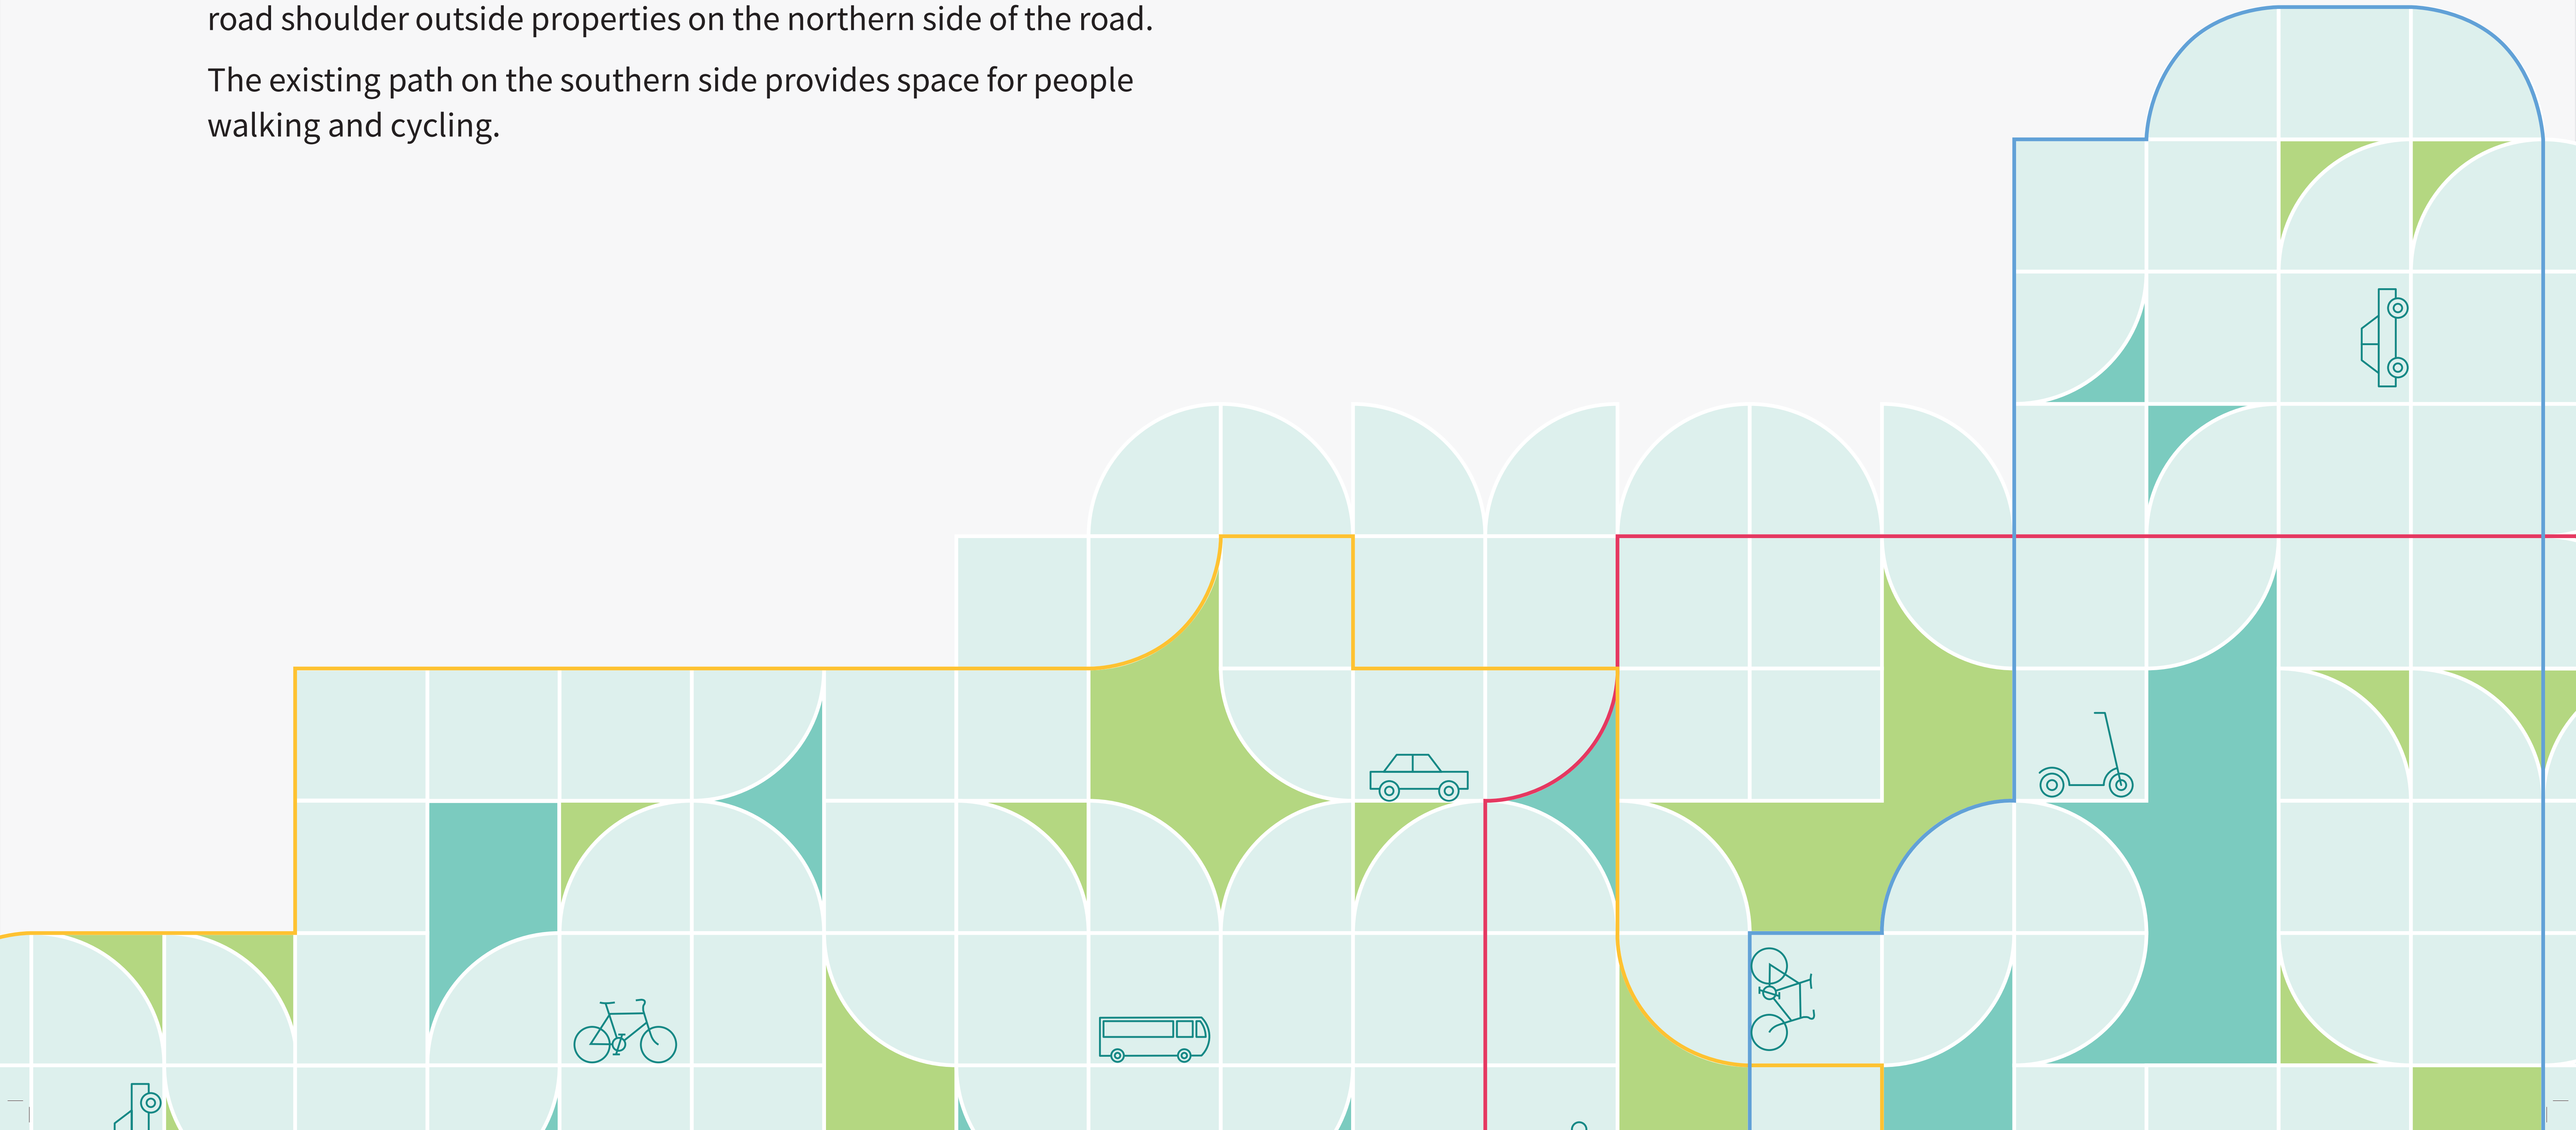 road shoulder outside properties on the northern side of the road.
The existing path on the southern side provides space for people
walking and cycling.